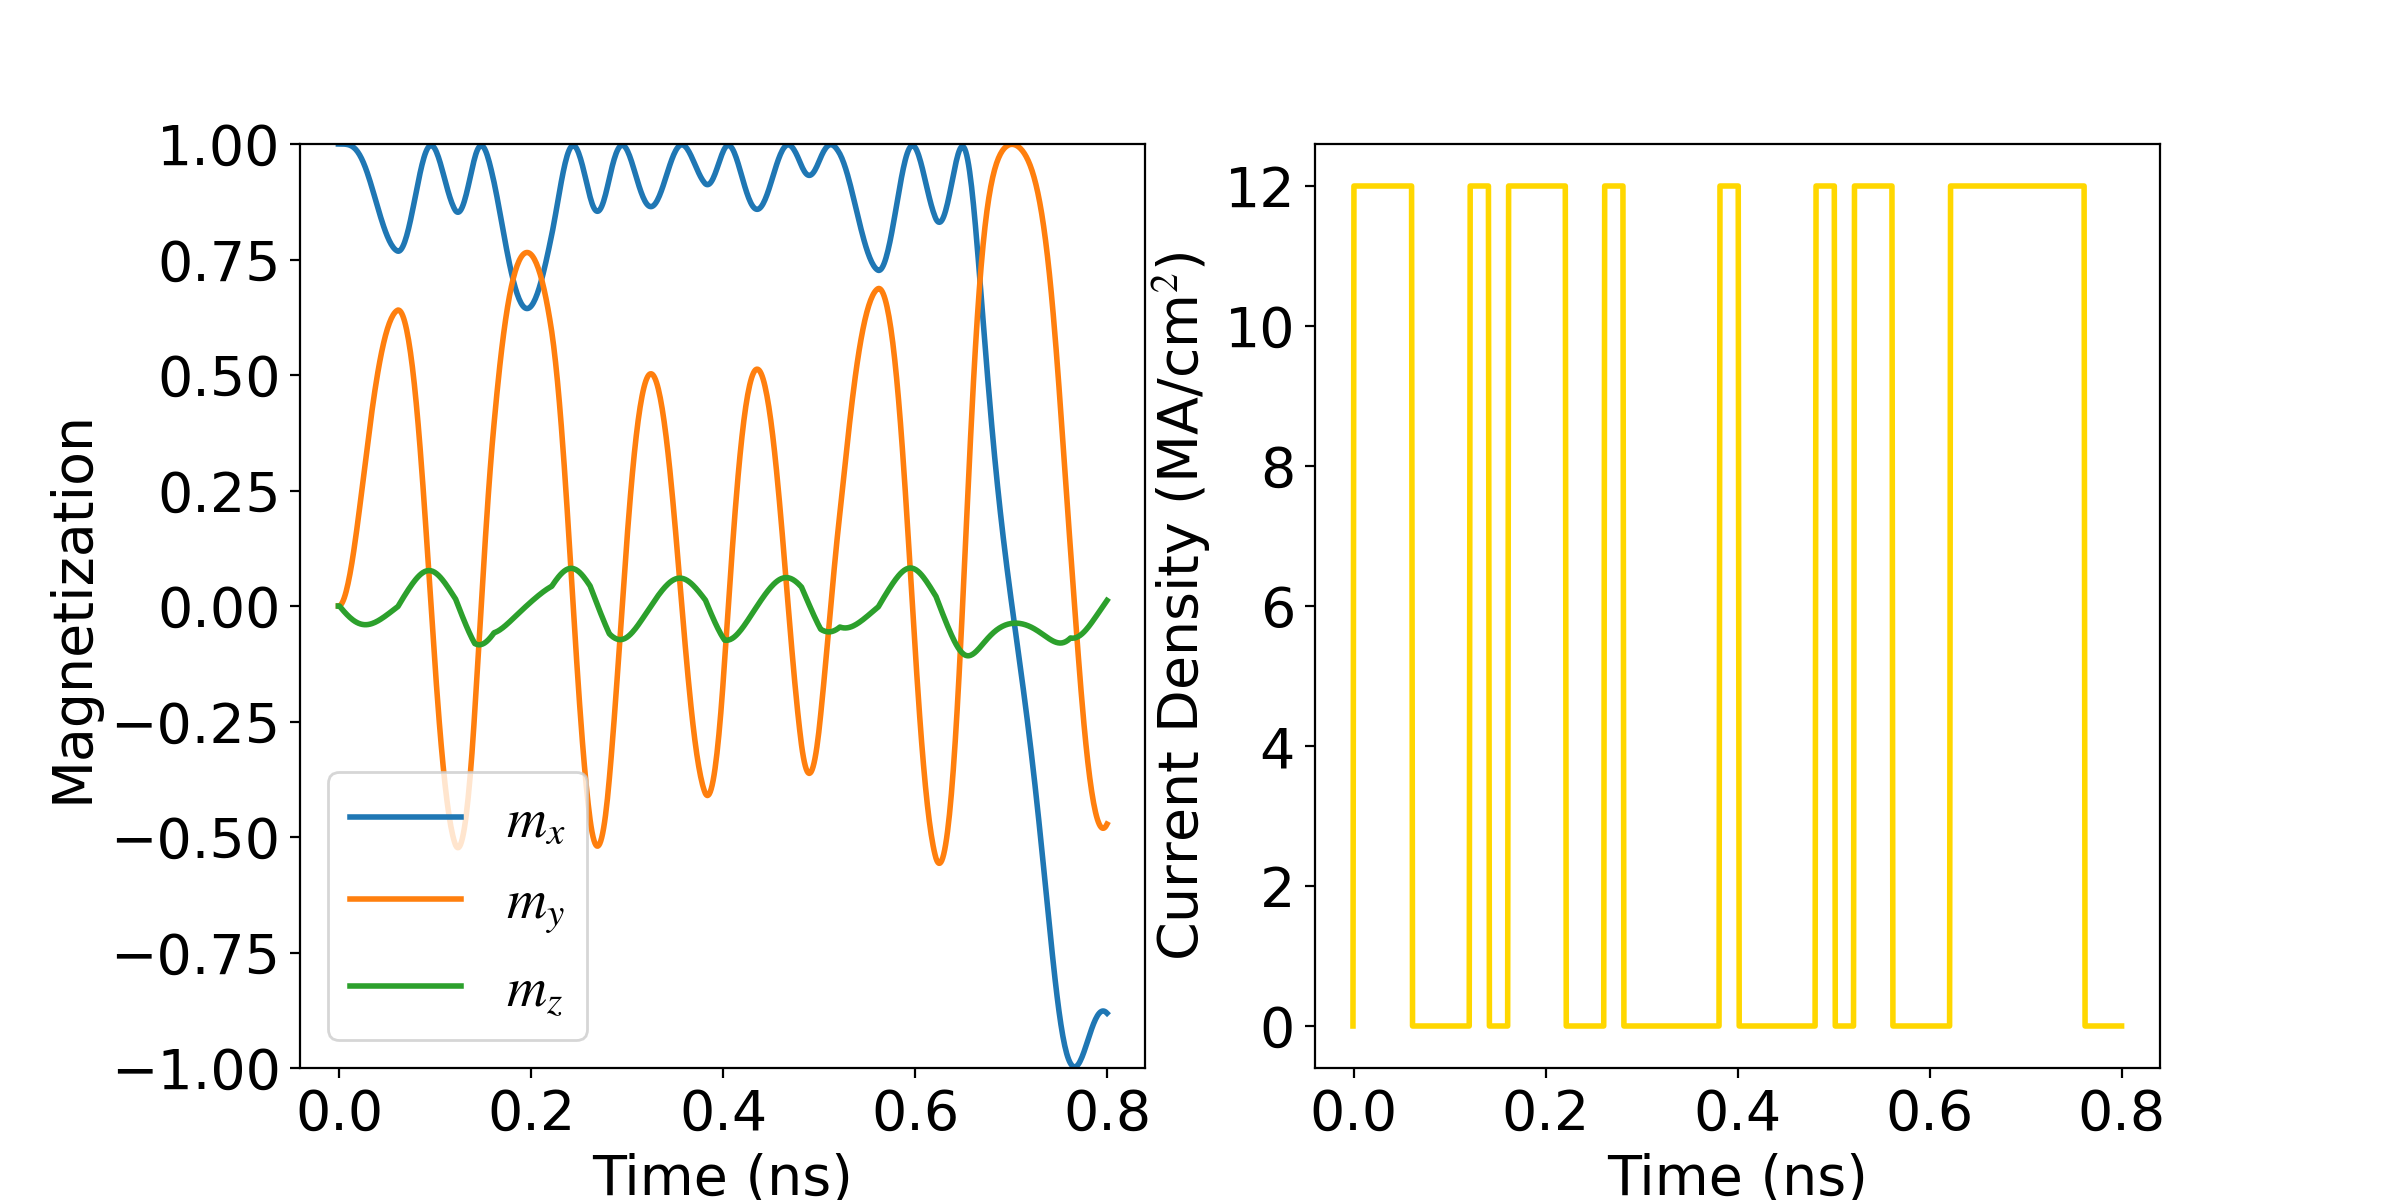 1.00
0.75
0.50
0.25
0.00
−0.25
−0.50
−0.75
−1.00
Magnetization
m_x
m_y
m_z
0.0 0.2 0.4 0.6 0.8
Time (ns)
12
10
8
6
4
2
0
Current Density (MA/cm²)
0.0 0.2 0.4 0.6 0.8
Time (ns)